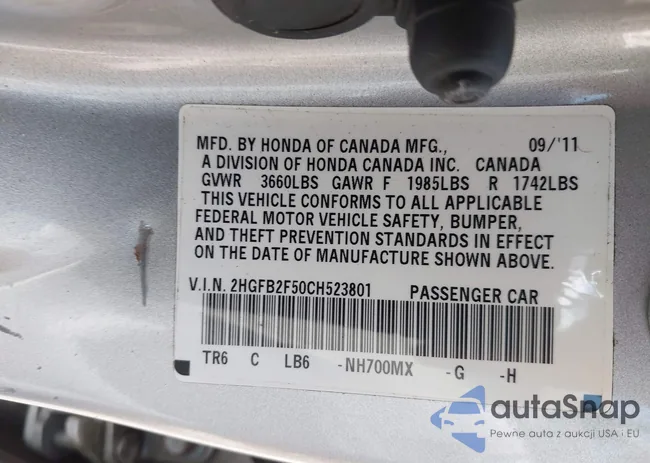 MFD. BY HONDA OF CANADA MFG., 09/'11
A DIVISION OF HONDA CANADA INC. CANADA
GVWR 3660LBS GAWR F 1985LBS R 1742LBS
THIS VEHICLE CONFORMS TO ALL APPLICABLE
FEDERAL MOTOR VEHICLE SAFETY, BUMPER,
AND THEFT PREVENTION STANDARDS IN EFFECT
ON THE DATE OF MANUFACTURE SHOWN ABOVE.
V.I.N. 2HGFB2F50CH523801 PASSENGER CAR
TR6 C LB6 -NH700MX -G -H
autaSnap
Pewne auta z aukcji USA i EU